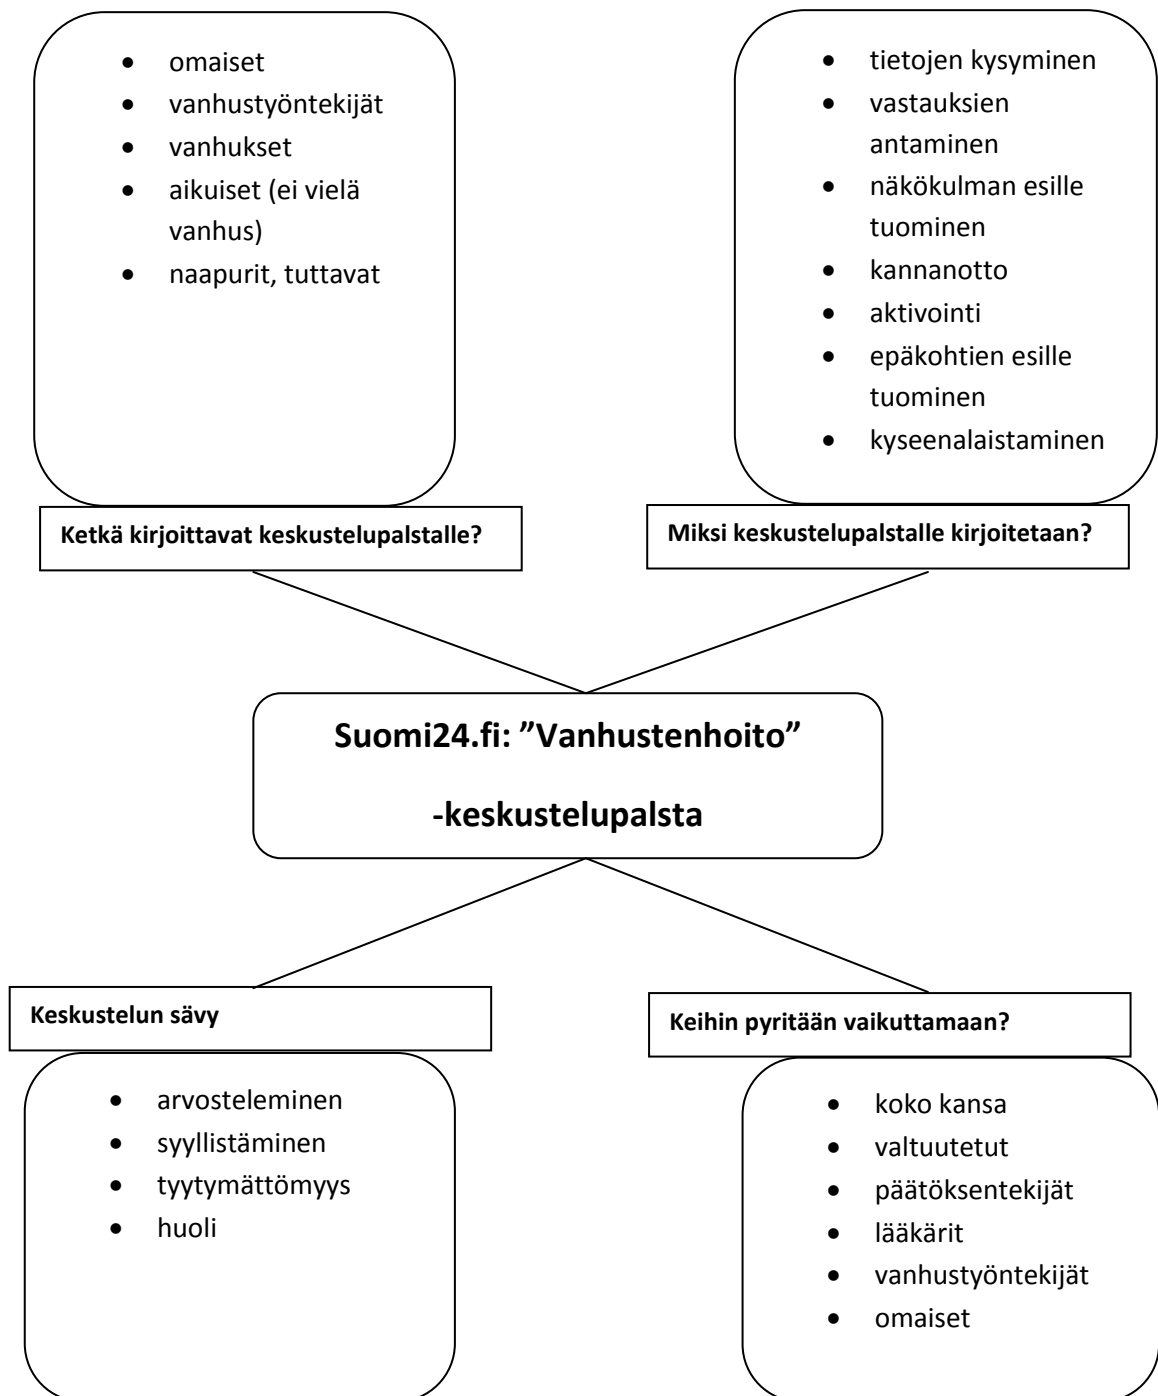 • omaiset
• vanhustyöntekijät
• vanhukset
• aikuiset (ei vielä
vanhus)
• naapurit, tuttavat
Ketkä kirjoittavat keskustelupalstalle?
• tietojen kysyminen
• vastauksien
antaminen
• näkökulman esille
tuominen
• kannanotto
• aktivointi
• epäkohtien esille
tuominen
• kyseenalaistaminen
Miksi keskustelupalstalle kirjoitetaan?
Suomi24.fi: ”Vanhustenhoito”
-keskustelupalsta
Keskustelun sävy
• arvosteleminen
• syyllistäminen
• tyytymättömyys
• huoli
Keihin pyritään vaikuttamaan?
• koko kansa
• valtuutetut
• päätöksentekijät
• lääkärit
• vanhustyöntekijät
• omaiset